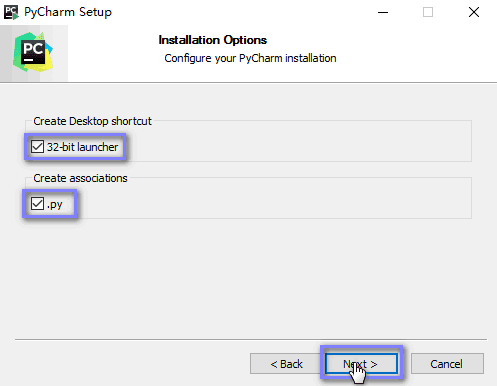 PC PyCharm Setup
PC
Installation Options
Configure your PyCharm installation
Create Desktop shortcut
32-bit launcher
Create associations
.py
< Back Next > Cancel